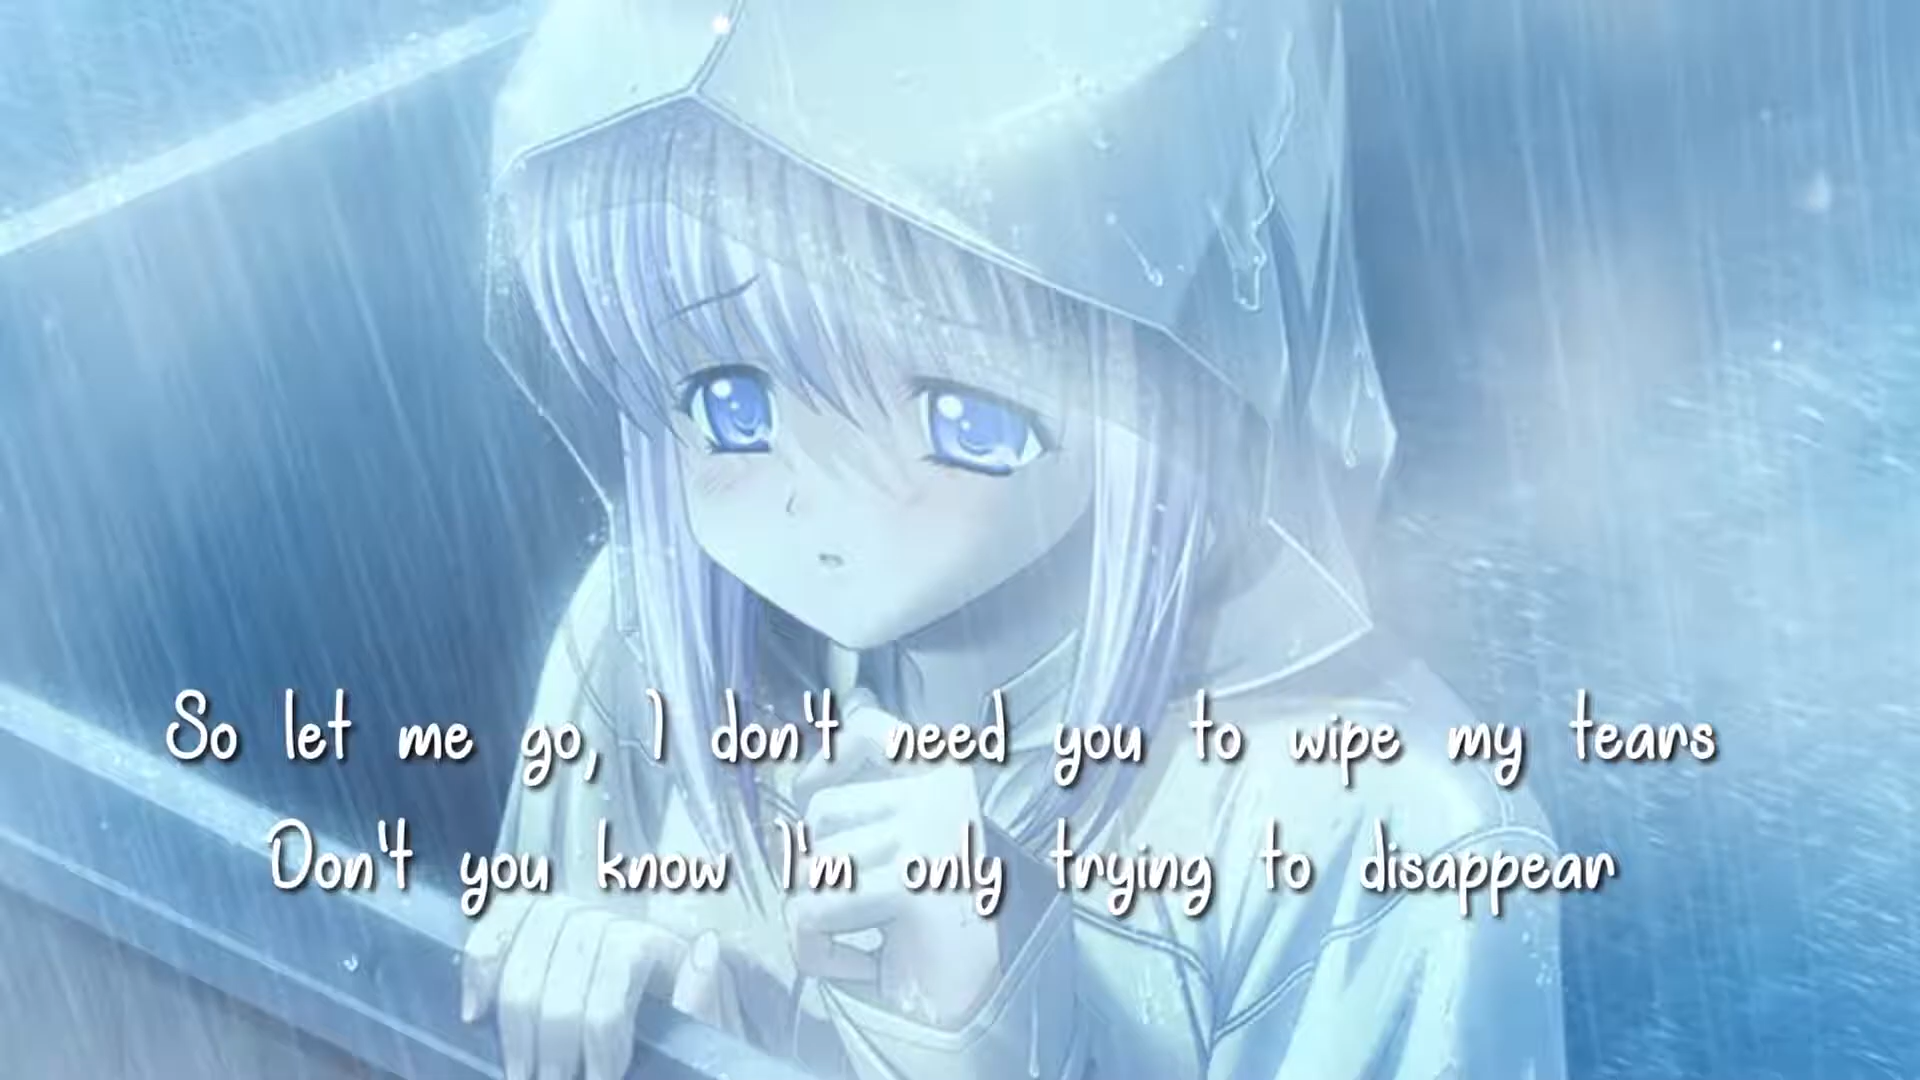 So let me go, I don't need you to wipe my tears
Don't you know I'm only trying to disappear